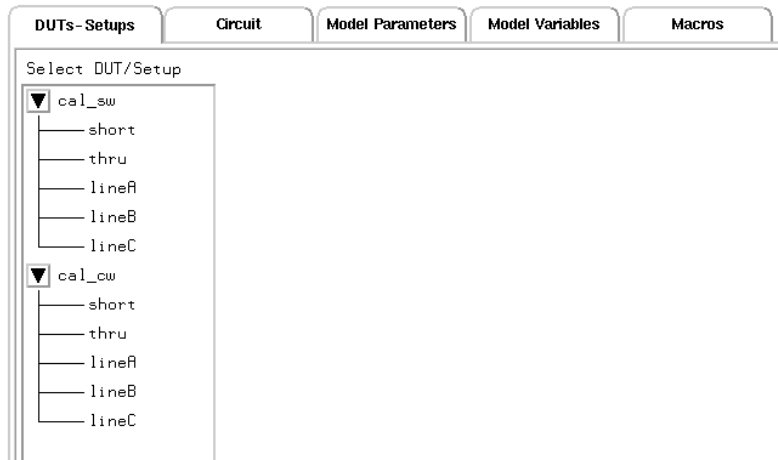 DUTs-Setups Circuit Model Parameters Model Variables Macros
Select DUT/Setup
cal_sw
short
thru
lineA
lineB
lineC
cal_cw
short
thru
lineA
lineB
lineC